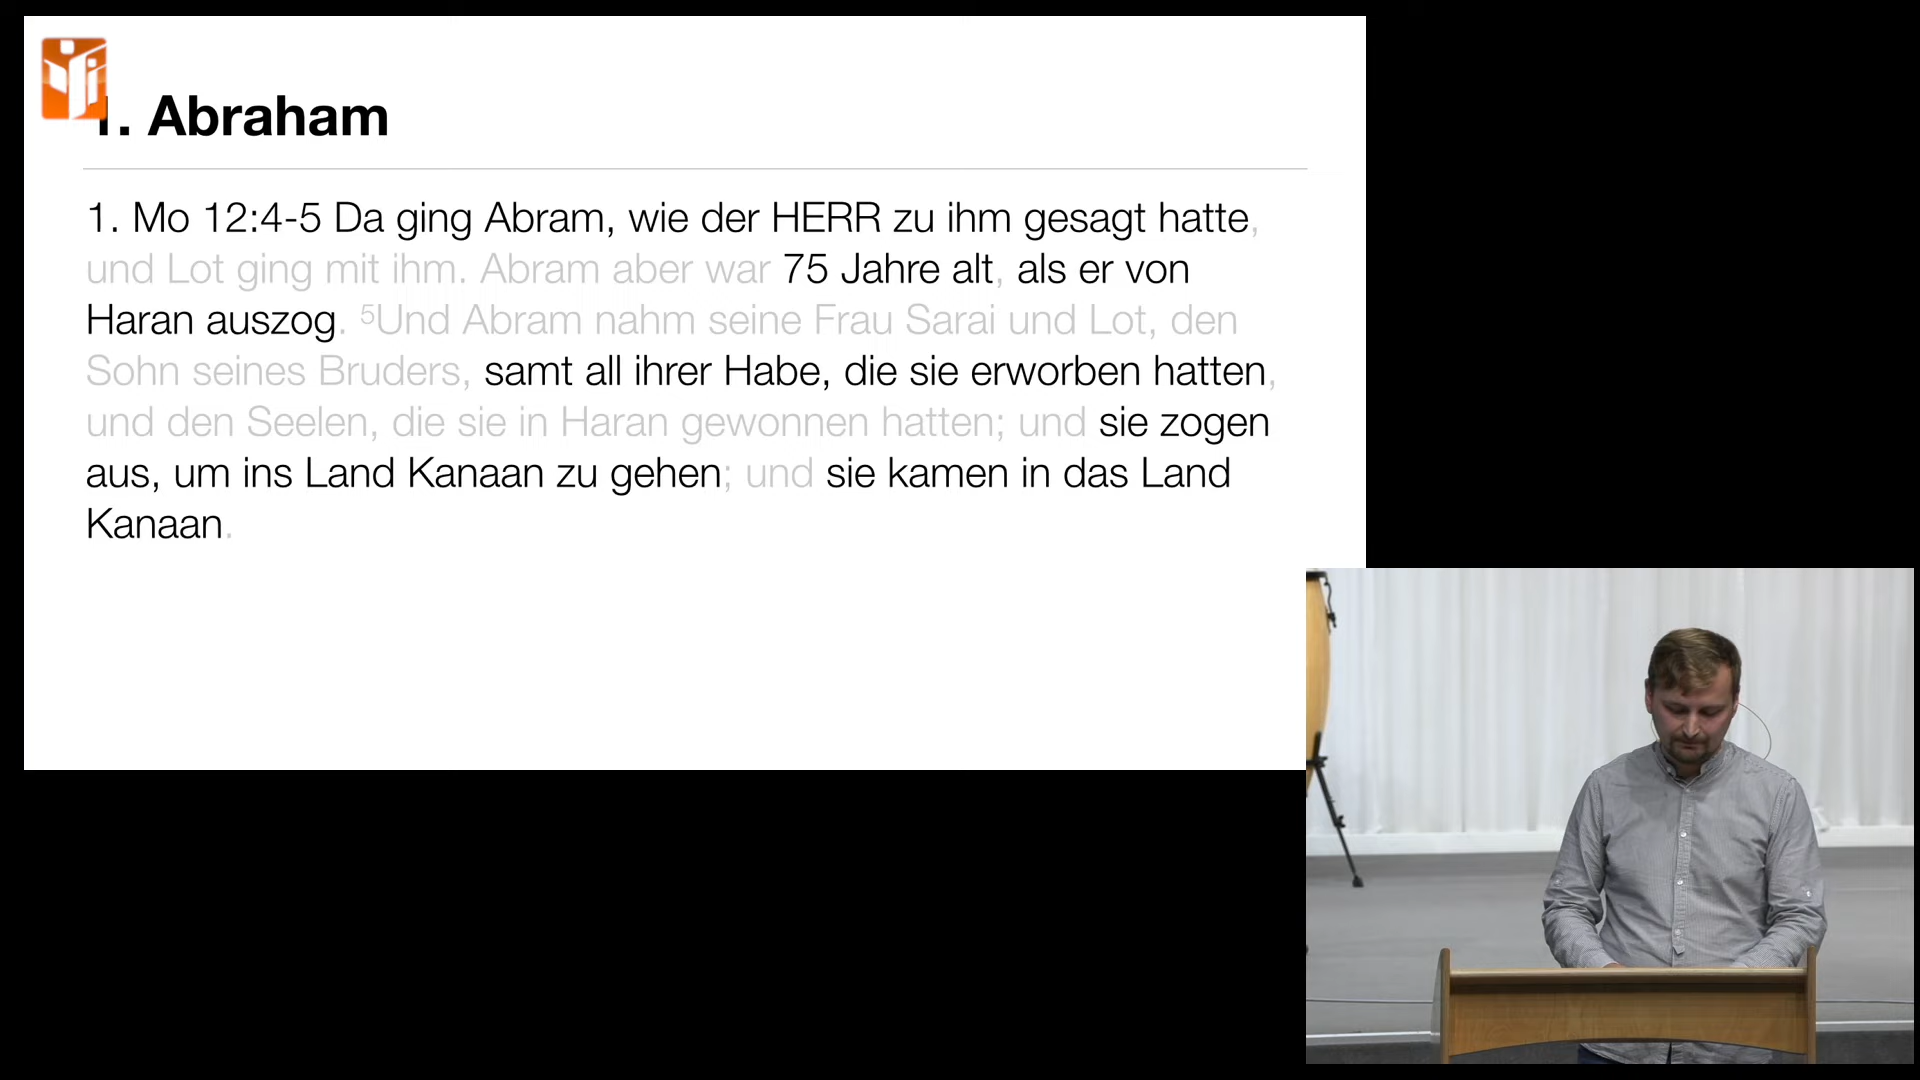 1. Abraham
1. Mo 12:4-5 Da ging Abram, wie der HERR zu ihm gesagt hatte,
und Lot ging mit ihm. Abram aber war 75 Jahre alt, als er von
Haran auszog. ⁵Und Abram nahm seine Frau Sarai und Lot, den
Sohn seines Bruders, samt all ihrer Habe, die sie erworben hatten,
und den Seelen, die sie in Haran gewonnen hatten; und sie zogen
aus, um ins Land Kanaan zu gehen; und sie kamen in das Land
Kanaan.